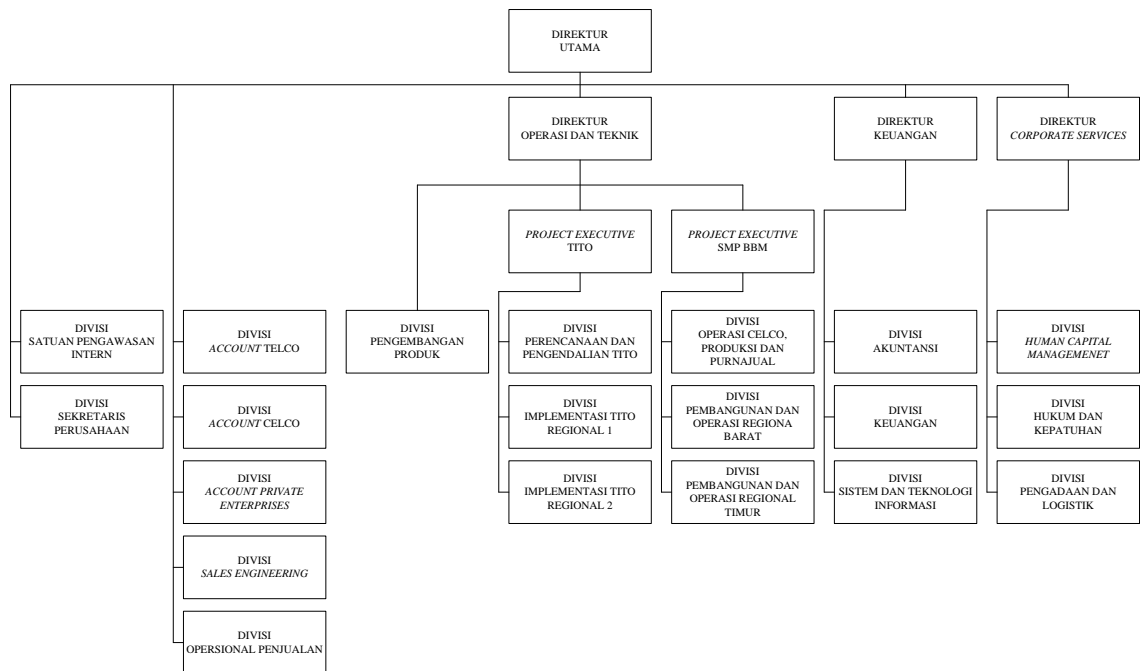 DIREKTUR
UTAMA
DIREKTUR
OPERASI DAN TEKNIK
DIREKTUR
KEUANGAN
DIREKTUR
CORPORATE SERVICES
PROJECT EXECUTIVE
TITO
PROJECT EXECUTIVE
SMP BBM
DIVISI
SATUAN PENGAWASAN
INTERN
DIVISI
ACCOUNT TELCO
DIVISI
PENGEMBANGAN
PRODUK
DIVISI
PERENCANAAN DAN
PENGENDALIAN TITO
DIVISI
OPERASI CELCO,
PRODUKSI DAN
PURNAJUAL
DIVISI
AKUNTANSI
DIVISI
HUMAN CAPITAL
MANAGEMENET
DIVISI
SEKRETARIS
PERUSAHAAN
DIVISI
ACCOUNT CELCO
DIVISI
IMPLEMENTASI TITO
REGIONAL 1
DIVISI
PEMBANGUNAN DAN
OPERASI REGIONA
BARAT
DIVISI
KEUANGAN
DIVISI
HUKUM DAN
KEPATUHAN
DIVISI
ACCOUNT PRIVATE
ENTERPRISES
DIVISI
IMPLEMENTASI TITO
REGIONAL 2
DIVISI
PEMBANGUNAN DAN
OPERASI REGIONAL
TIMUR
DIVISI
SISTEM DAN TEKNOLOGI
INFORMASI
DIVISI
PENGADAAN DAN
LOGISTIK
DIVISI
SALES ENGINEERING
DIVISI
OPERSIONAL PENJUALAN